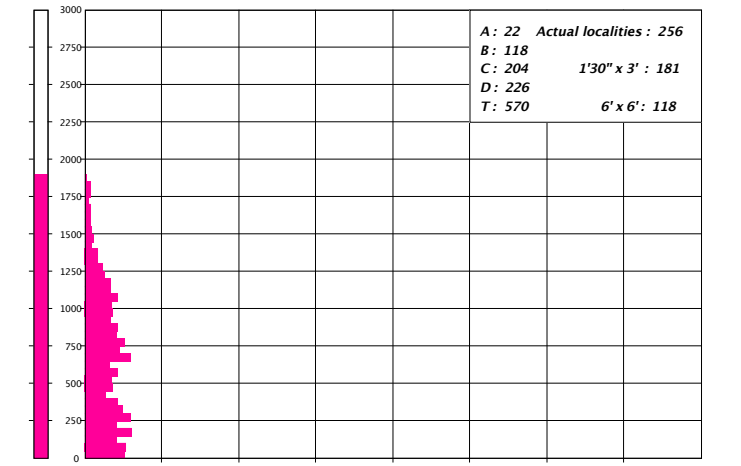 3000
A : 22 Actual localities : 256
2750
B : 118
C : 204 1'30" x 3' : 181
2500
D : 226
T : 570 6' x 6' : 118
2250
2000
1750
1500
1250
1000
750
500
250
0